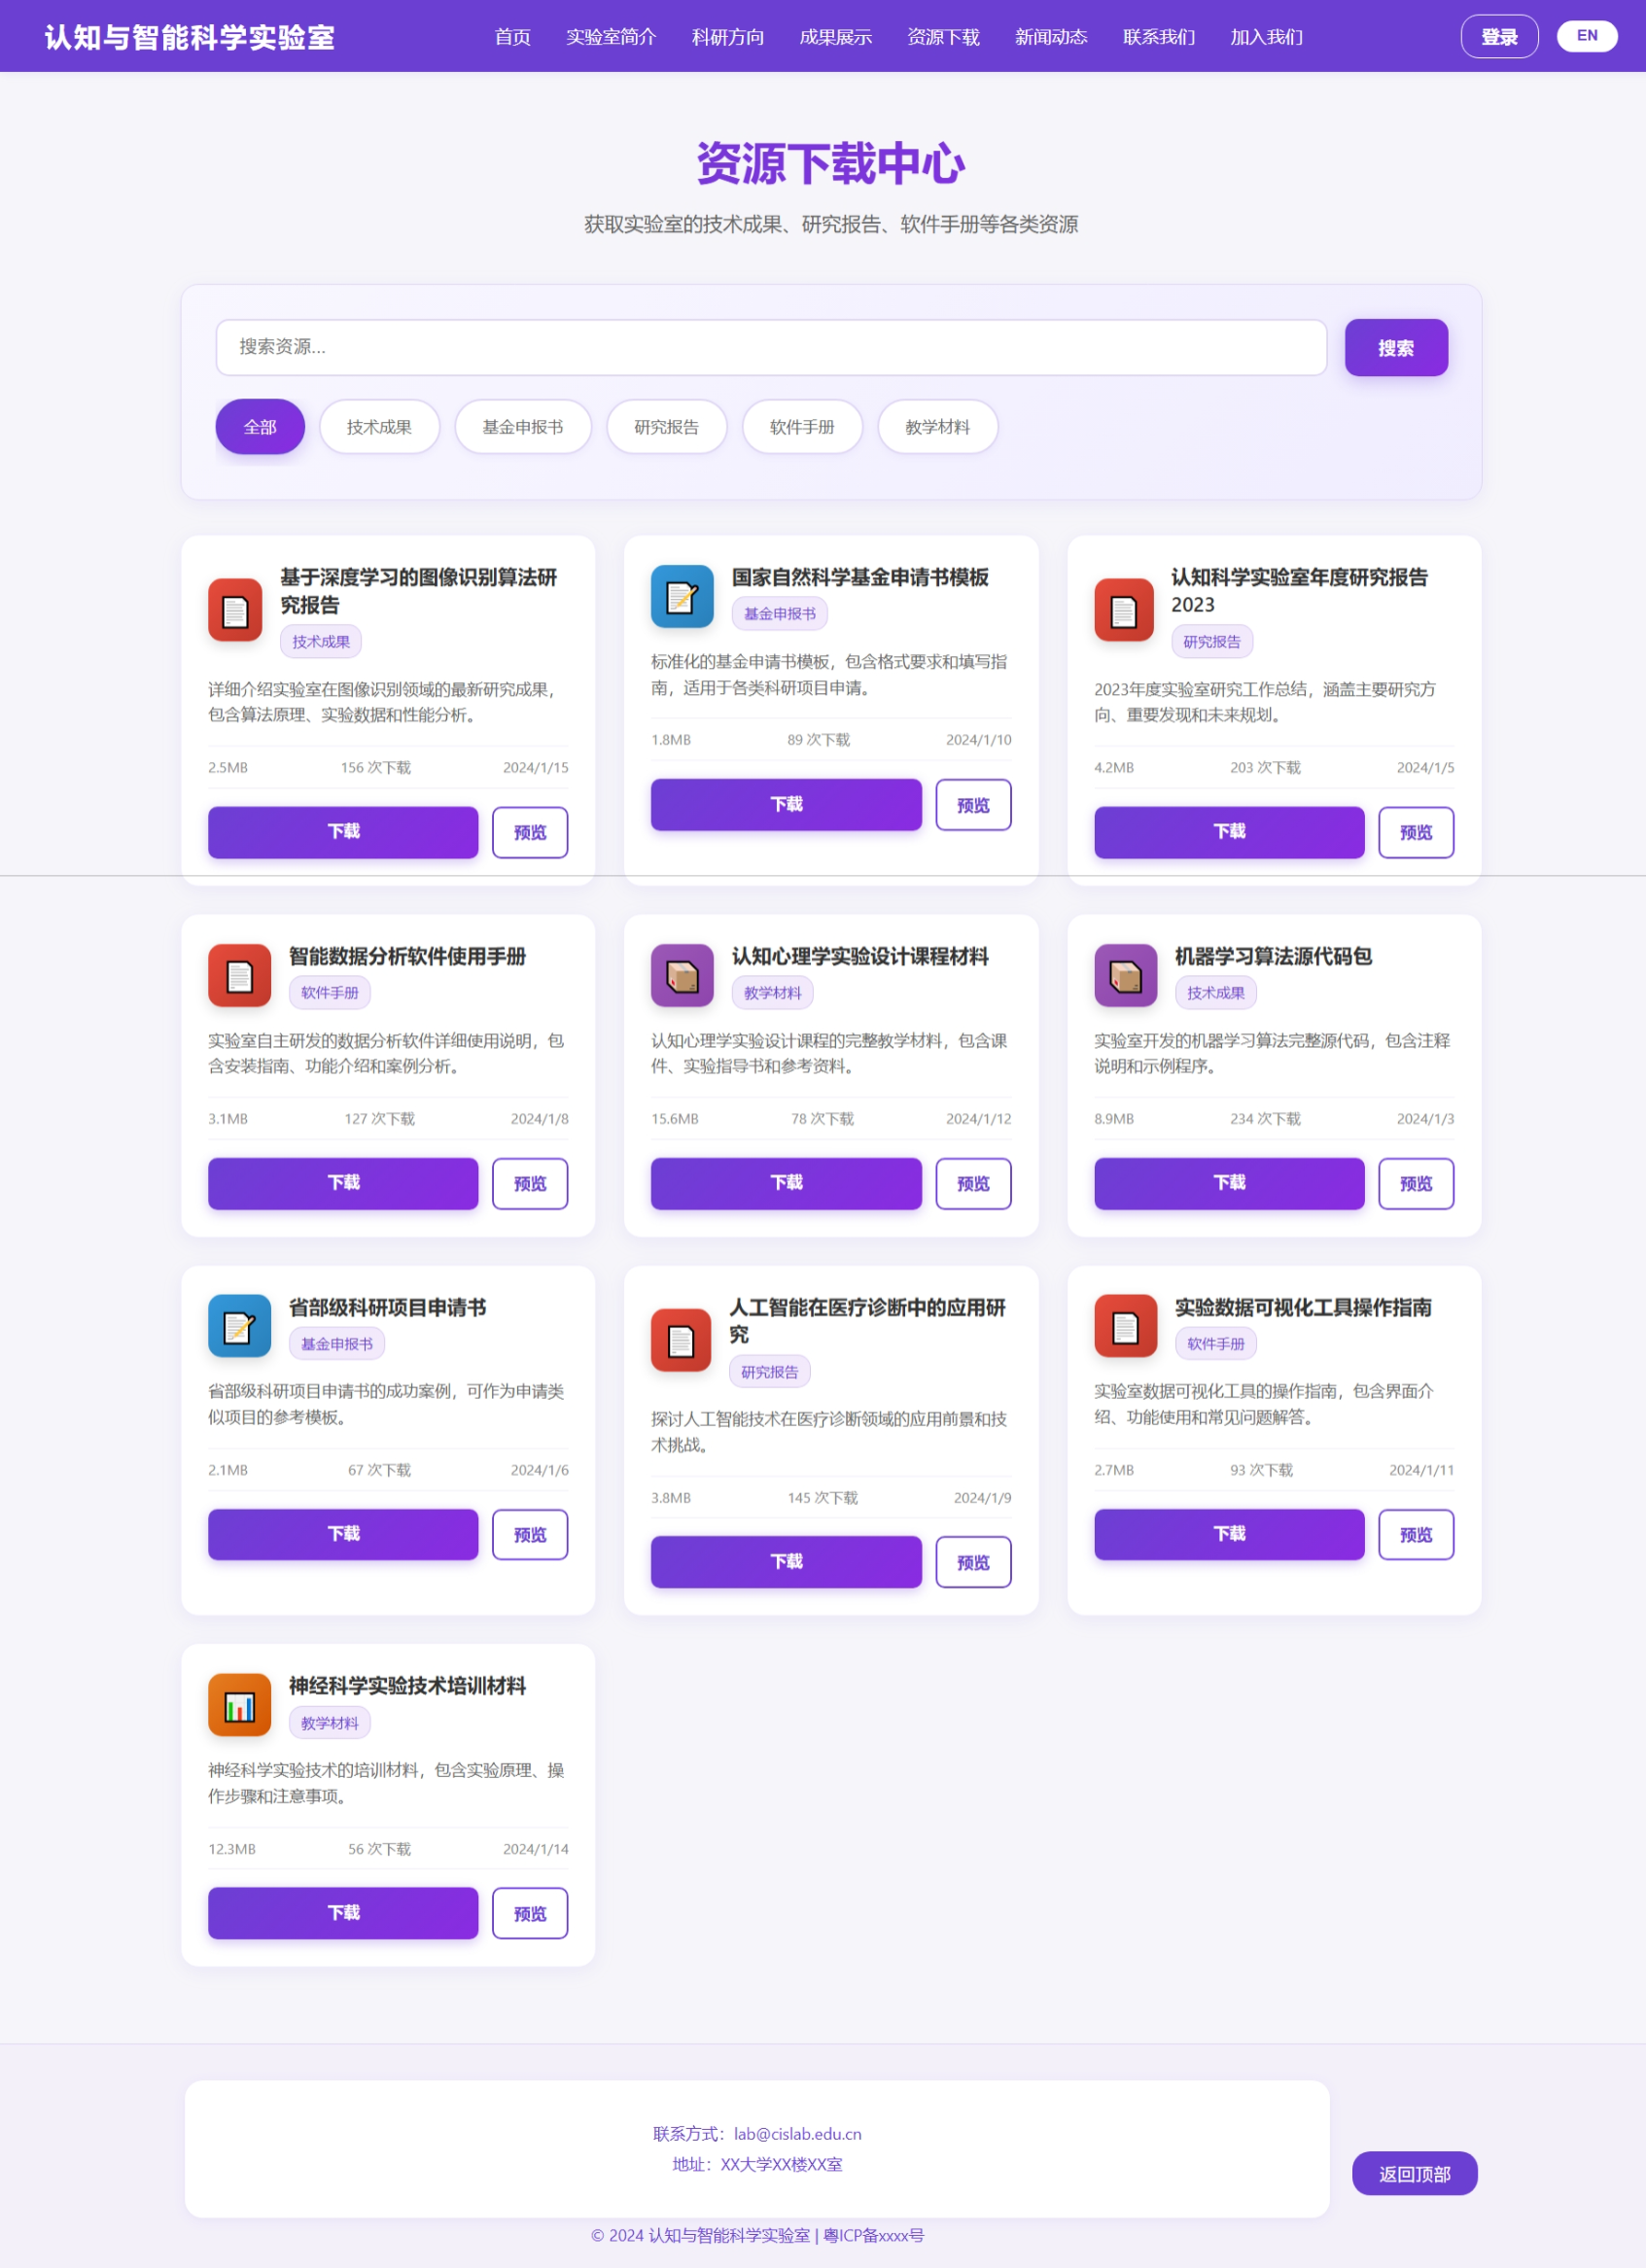 认知与智能科学实验室
首页
实验室简介
科研方向
成果展示
资源下载
新闻动态
联系我们
加入我们
登录
EN
资源下载中心
获取实验室的技术成果、研究报告、软件手册等各类资源
搜索资源...
搜索
全部
技术成果
基金申报书
研究报告
软件手册
教学材料
基于深度学习的图像识别算法研
究报告
技术成果
详细介绍实验室在图像识别领域的最新研究成果，
包含算法原理、实验数据和性能分析。
2.5MB
156 次下载
2024/1/15
下载
预览
国家自然科学基金申请书模板
基金申报书
标准化的基金申请书模板，包含格式要求和填写指
南，适用于各类科研项目申请。
1.8MB
89 次下载
2024/1/10
下载
预览
认知科学实验室年度研究报告
2023
研究报告
2023年度实验室研究工作总结，涵盖主要研究方
向、重要发现和未来规划。
4.2MB
203 次下载
2024/1/5
下载
预览
智能数据分析软件使用手册
软件手册
实验室自主研发的数据分析软件详细使用说明，包
含安装指南、功能介绍和案例分析。
3.1MB
127 次下载
2024/1/8
下载
预览
认知心理学实验设计课程材料
教学材料
认知心理学实验设计课程的完整教学材料，包含课
件、实验指导书和参考资料。
15.6MB
78 次下载
2024/1/12
下载
预览
机器学习算法源代码包
技术成果
实验室开发的机器学习算法完整源代码，包含注释
说明和示例程序。
8.9MB
234 次下载
2024/1/3
下载
预览
省部级科研项目申请书
基金申报书
省部级科研项目申请书的成功案例，可作为申请类
似项目的参考模板。
2.1MB
67 次下载
2024/1/6
下载
预览
人工智能在医疗诊断中的应用研
究
研究报告
探讨人工智能技术在医疗诊断领域的应用前景和技
术挑战。
3.8MB
145 次下载
2024/1/9
下载
预览
实验数据可视化工具操作指南
软件手册
实验室数据可视化工具的操作指南，包含界面介
绍、功能使用和常见问题解答。
2.7MB
93 次下载
2024/1/11
下载
预览
神经科学实验技术培训材料
教学材料
神经科学实验技术的培训材料，包含实验原理、操
作步骤和注意事项。
12.3MB
56 次下载
2024/1/14
下载
预览
联系方式：lab@cislab.edu.cn
地址：XX大学XX楼XX室
返回顶部
© 2024 认知与智能科学实验室 | 粤ICP备xxxx号